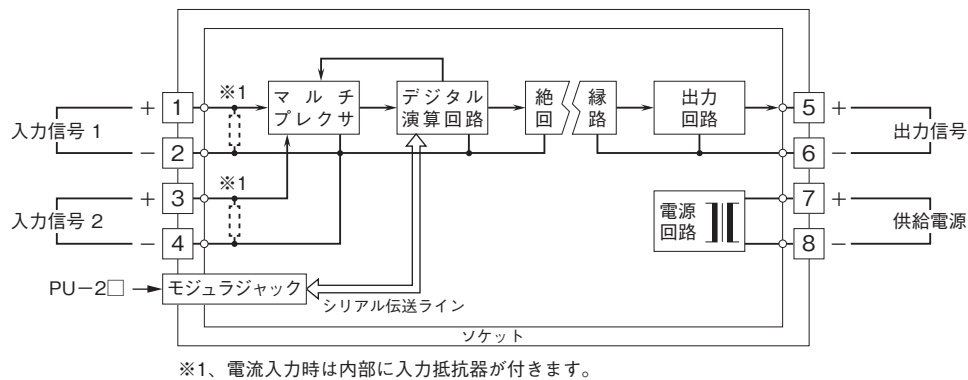 ※1
マルチ
プレクサ
デジタル
演算回路
絶 縁
回 路
出力
回路
入力信号 1
+ 1
− 2
5 +
6 −
出力信号
※1
入力信号 2
+ 3
− 4
電源
回路
7 +
8 −
供給電源
PU−2□
モジュラジャック
シリアル伝送ライン
ソケット
※1、電流入力時は内部に入力抵抗器が付きます。